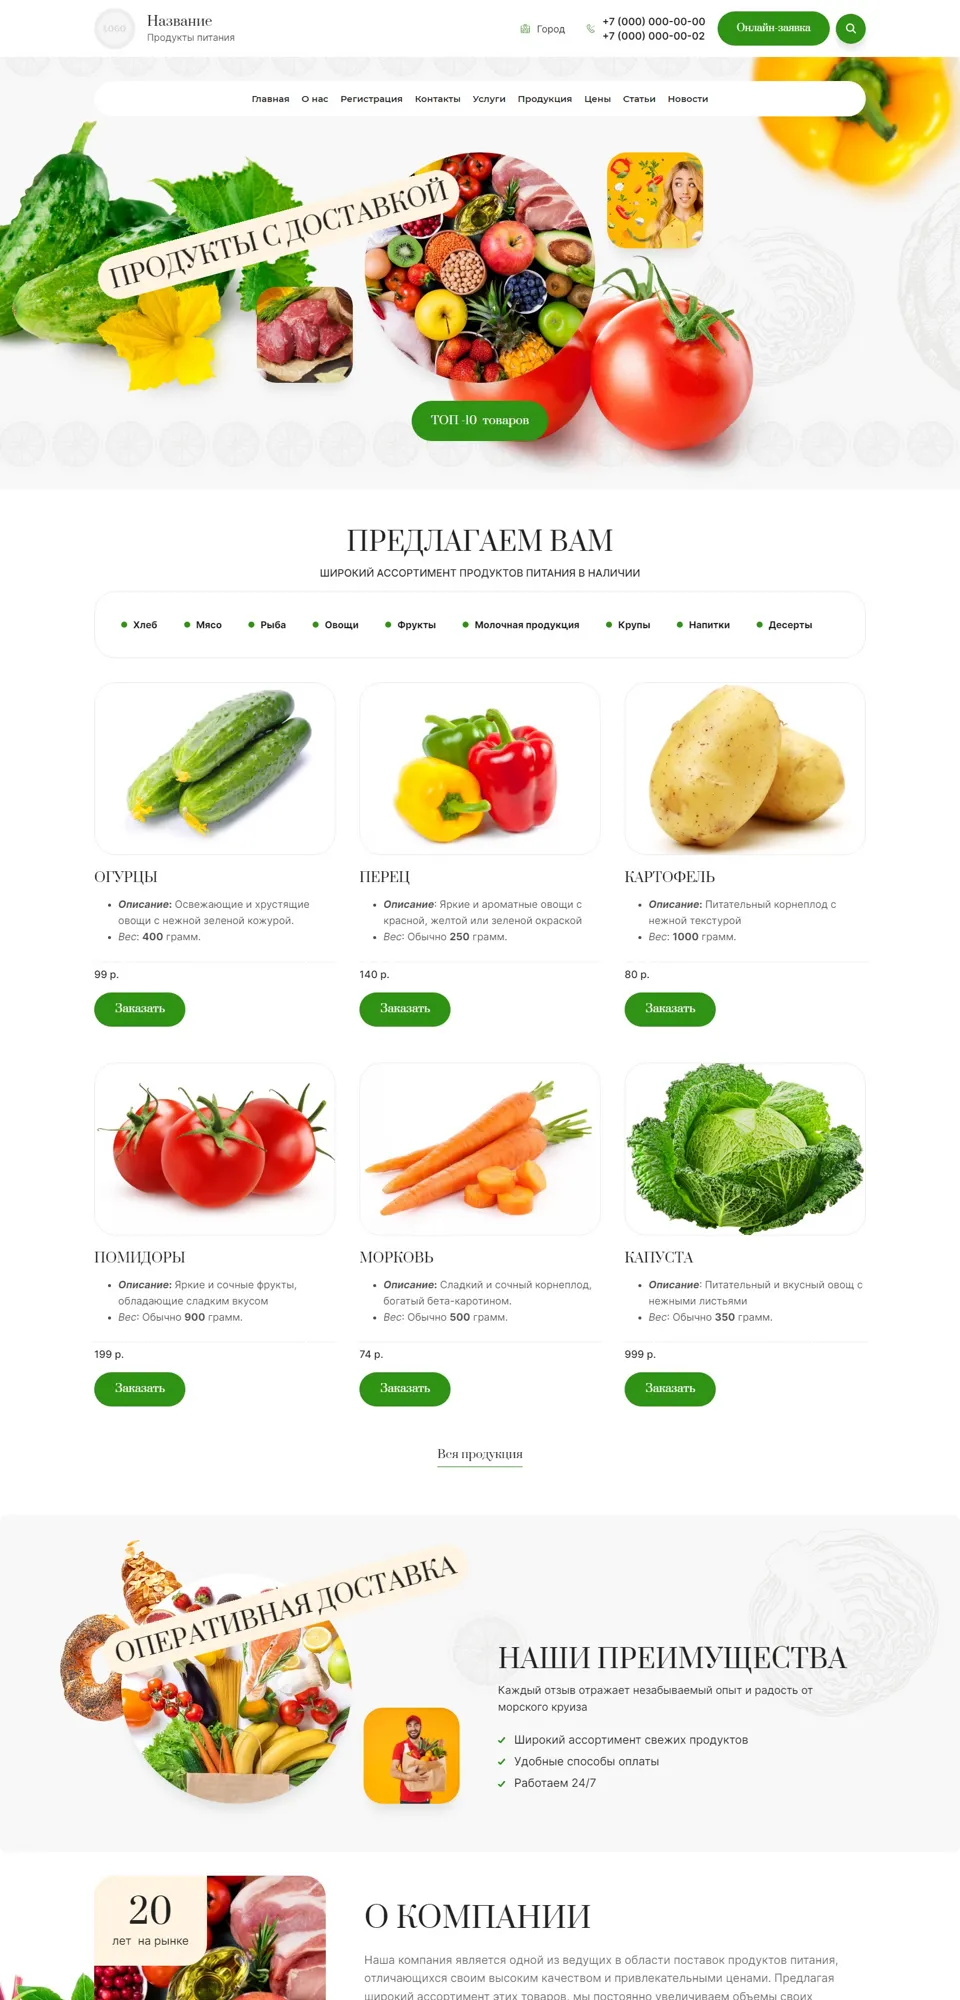 LOGO
Название
Продукты питания
Город
+7 (000) 000-00-00
+7 (000) 000-00-02
Онлайн-заявка
Главная О нас Регистрация Контакты Услуги Продукция Цены Статьи Новости
ПРОДУКТЫ С ДОСТАВКОЙ
ТОП -10 товаров
ПРЕДЛАГАЕМ ВАМ
ШИРОКИЙ АССОРТИМЕНТ ПРОДУКТОВ ПИТАНИЯ В НАЛИЧИИ
Хлеб Мясо Рыба Овощи Фрукты Молочная продукция Крупы Напитки Десерты
ОГУРЦЫ
Описание: Освежающие и хрустящие
овощи с нежной зеленой кожурой.
Вес: 400 грамм.
99 р.
Заказать
ПЕРЕЦ
Описание: Яркие и ароматные овощи с
красной, желтой или зеленой окраской
Вес: Обычно 250 грамм.
140 р.
Заказать
КАРТОФЕЛЬ
Описание: Питательный корнеплод с
нежной текстурой
Вес: 1000 грамм.
80 р.
Заказать
ПОМИДОРЫ
Описание: Яркие и сочные фрукты,
обладающие сладким вкусом
Вес: Обычно 900 грамм.
199 р.
Заказать
МОРКОВЬ
Описание: Сладкий и сочный корнеплод,
богатый бета-каротином.
Вес: Обычно 500 грамм.
74 р.
Заказать
КАПУСТА
Описание: Питательный и вкусный овощ с
нежными листьями
Вес: Обычно 350 грамм.
999 р.
Заказать
Вся продукция
ОПЕРАТИВНАЯ ДОСТАВКА
НАШИ ПРЕИМУЩЕСТВА
Каждый отзыв отражает незабываемый опыт и радость от
морского круиза
Широкий ассортимент свежих продуктов
Удобные способы оплаты
Работаем 24/7
20
лет на рынке
О КОМПАНИИ
Наша компания является одной из ведущих в области поставок продуктов питания,
отличающихся своим высоким качеством и привлекательными ценами. Предлагая
широкий ассортимент этих товаров, мы постоянно увеличиваем объемы своих